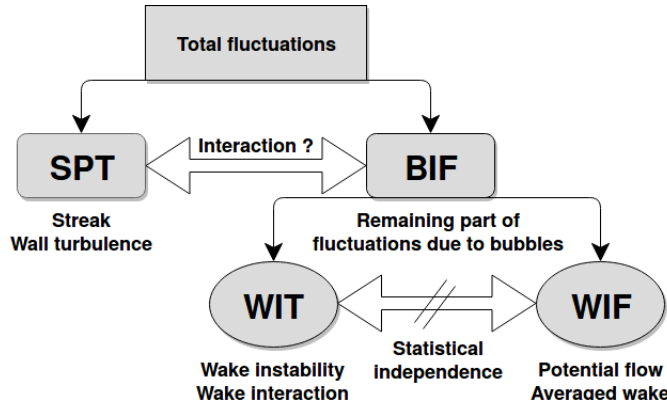 Total fluctuations
Interaction ?
SPT
BIF
Streak
Wall turbulence
Remaining part of
fluctuations due to bubbles
WIT
WIF
Statistical
independence
Wake instability
Wake interaction
Potential flow
Averaged wake